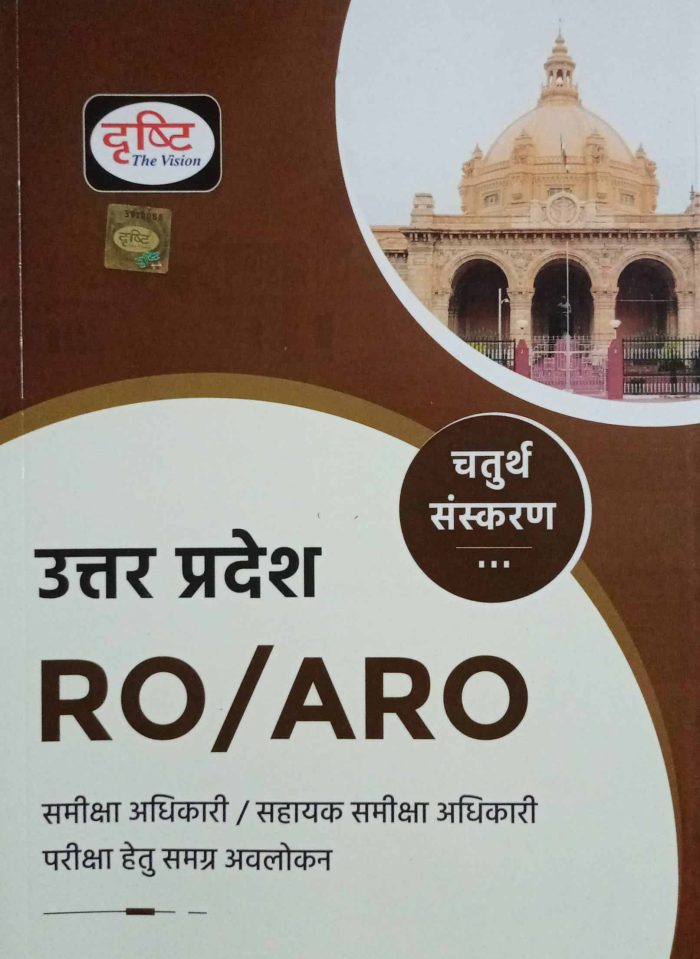 दृष्टि
The Vision
दृष्टि
चतुर्थ
संस्करण
...
उत्तर प्रदेश
RO/ARO
समीक्षा अधिकारी / सहायक समीक्षा अधिकारी
परीक्षा हेतु समग्र अवलोकन